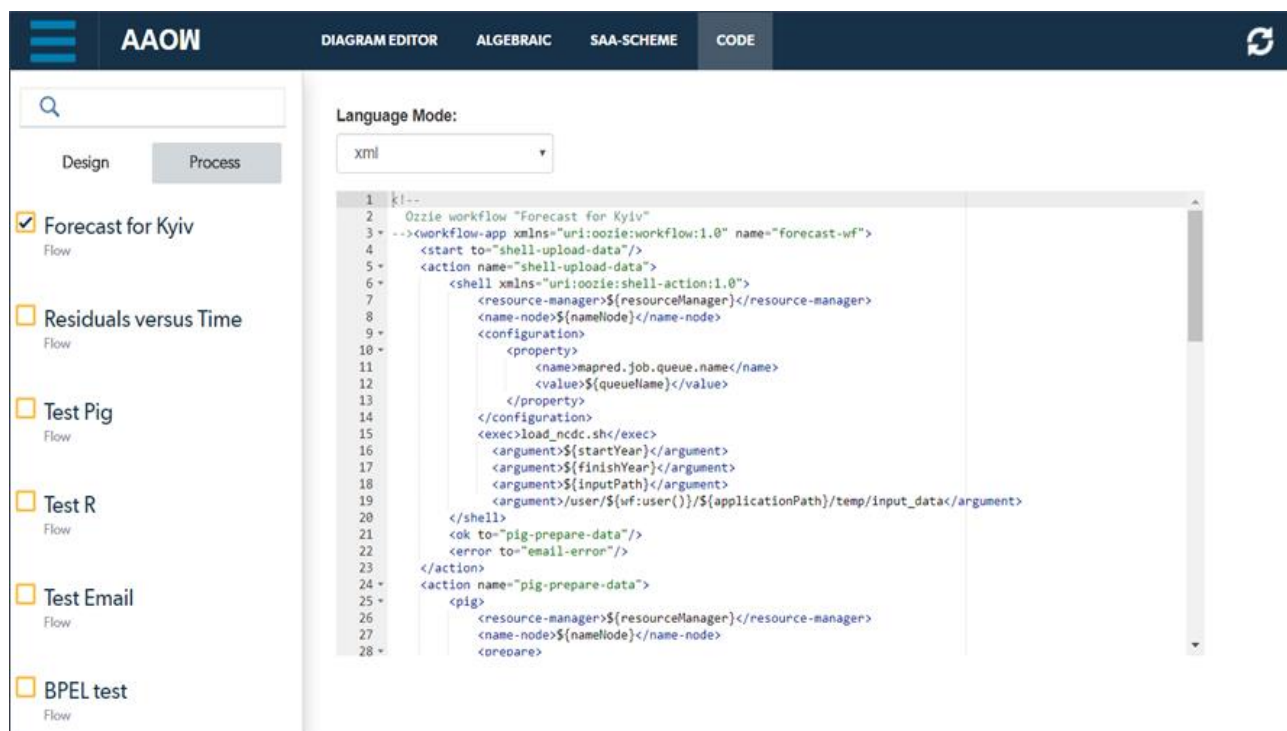 AAOW
DIAGRAM EDITOR
ALGEBRAIC
SAA-SCHEME
CODE
Design
Process
Forecast for Kyiv
Flow
Residuals versus Time
Flow
Test Pig
Flow
Test R
Flow
Test Email
Flow
BPEL test
Flow
Language Mode:
xml
1 <!--
2 Ozzie workflow "Forecast for Kyiv"
3 --><workflow-app xmlns="uri:oozie:workflow:1.0" name="forecast-wf">
4 <start to="shell-upload-data"/>
5 <action name="shell-upload-data">
6 <shell xmlns="uri:oozie:shell-action:1.0">
7 <resource-manager>${resourceManager}</resource-manager>
8 <name-node>${nameNode}</name-node>
9 <configuration>
10 <property>
11 <name>mapred.job.queue.name</name>
12 <value>${queueName}</value>
13 </property>
14 </configuration>
15 <exec>load_ncdc.sh</exec>
16 <argument>${startYear}</argument>
17 <argument>${finishYear}</argument>
18 <argument>${inputPath}</argument>
19 <argument>/user/${wf:user()}/${applicationPath}/temp/input_data</argument>
20 </shell>
21 <ok to="pig-prepare-data"/>
22 <error to="email-error"/>
23 </action>
24 <action name="pig-prepare-data">
25 <pig>
26 <resource-manager>${resourceManager}</resource-manager>
27 <name-node>${nameNode}</name-node>
28 <prepare>